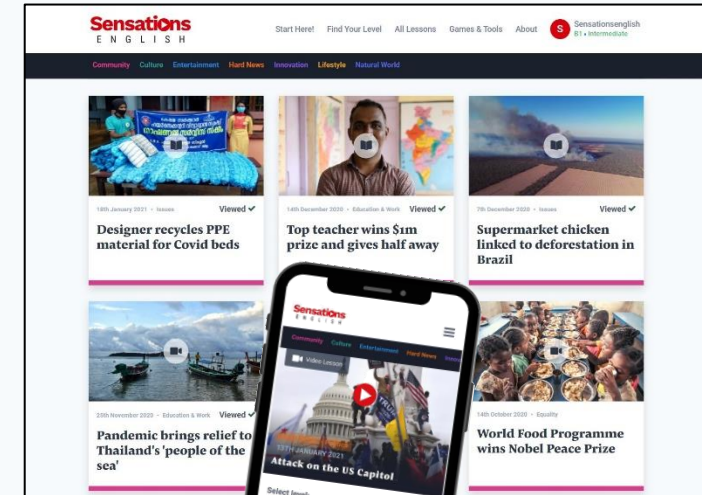 Sensations
ENGLISH
Start Here! Find Your Level All Lessons Games & Tools About
S
Sensationsenglish
B1 • Intermediate
Community Culture Entertainment Hard News Innovation Lifestyle Natural World
18th January 2021 • Issues Viewed ✓
Designer recycles PPE
material for Covid beds
14th December 2020 • Education & Work Viewed ✓
Top teacher wins $1m
prize and gives half away
7th December 2020 • Issues Viewed ✓
Supermarket chicken
linked to deforestation in
Brazil
20th November 2020 • Education & Work Viewed ✓
Pandemic brings relief to
Thailand's 'people of the
sea'
Sensations
ENGLISH
Community Culture Entertainment Hard News
Video Lesson
TRUMP
15TH JANUARY 2021
Attack on the US Capitol
Select level
14th October 2020 • Equality
World Food Programme
wins Nobel Peace Prize